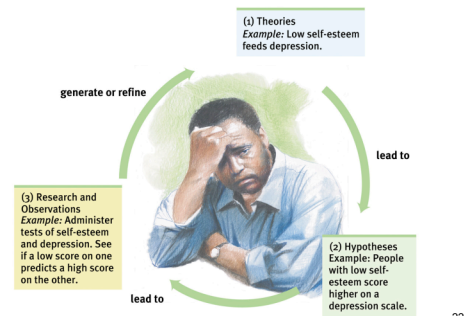 (1) Theories
Example: Low self-esteem
feeds depression.
generate or refine
lead to
(3) Research and
Observations
Example: Administer
tests of self-esteem
and depression. See
if a low score on one
predicts a high score
on the other.
(2) Hypotheses
Example: People
with low self-
esteem score
higher on a
depression scale.
lead to